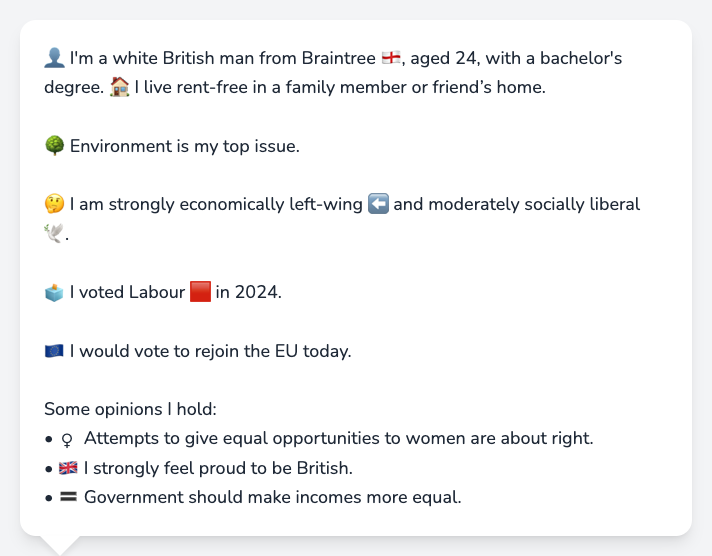 👤 I'm a white British man from Braintree 🏴󠁧󠁢󠁥󠁮󠁧󠁿, aged 24, with a bachelor's
degree. 🏠 I live rent-free in a family member or friend’s home.
🌳 Environment is my top issue.
🤔 I am strongly economically left-wing ⬅️ and moderately socially liberal
🕊️.
🗳️ I voted Labour 🟥 in 2024.
🇪🇺 I would vote to rejoin the EU today.
Some opinions I hold:
• ♀ Attempts to give equal opportunities to women are about right.
• 🇬🇧 I strongly feel proud to be British.
• 🟰 Government should make incomes more equal.